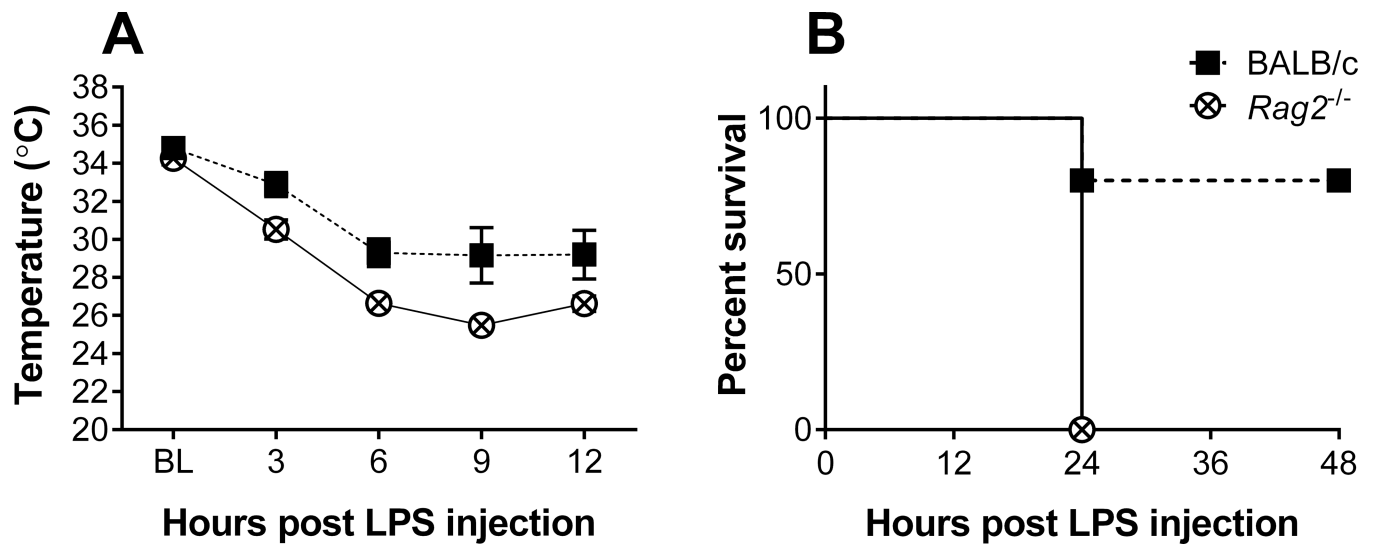 A
38
36
34
32
30
28
26
24
22
20
Temperature (°C)
BL 3 6 9 12
Hours post LPS injection
B
BALB/c
Rag2-/-
100
50
0
Percent survival
0 12 24 36 48
Hours post LPS injection